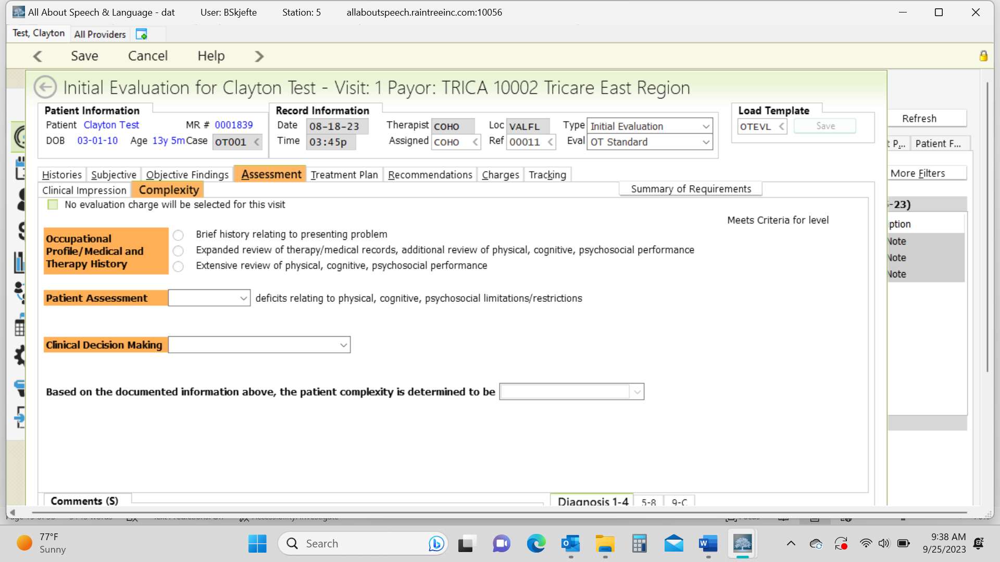 All About Speech & Language - dat User: BSkjefte Station: 5 allaboutspeech.raintreeinc.com:10056
Test, Clayton All Providers
Save Cancel Help
Initial Evaluation for Clayton Test - Visit: 1 Payor: TRICA 10002 Tricare East Region
Patient Information Record Information Load Template
Patient Clayton Test MR # 0001839 Date 08-18-23 Therapist COHO Loc VALFL Type Initial Evaluation OTEVL Save Refresh
DOB 03-01-10 Age 13y 5m Case OT001 Time 03:45p Assigned COHO Ref 00011 Eval OT Standard
t P... Patient F...
Histories Subjective Objective Findings Assessment Treatment Plan Recommendations Charges Tracking More Filters
Clinical Impression Complexity Summary of Requirements
No evaluation charge will be selected for this visit
-23)
Meets Criteria for level
ption
Occupational Profile/Medical and Therapy History
Brief history relating to presenting problem
Note
Expanded review of therapy/medical records, additional review of physical, cognitive, psychosocial performance
Note
Extensive review of physical, cognitive, psychosocial performance
Note
Patient Assessment deficits relating to physical, cognitive, psychosocial limitations/restrictions
Clinical Decision Making
Based on the documented information above, the patient complexity is determined to be
Comments (S) Diagnosis 1-4 5-8 9-C
77°F
Sunny
Search
9:38 AM
9/25/2023